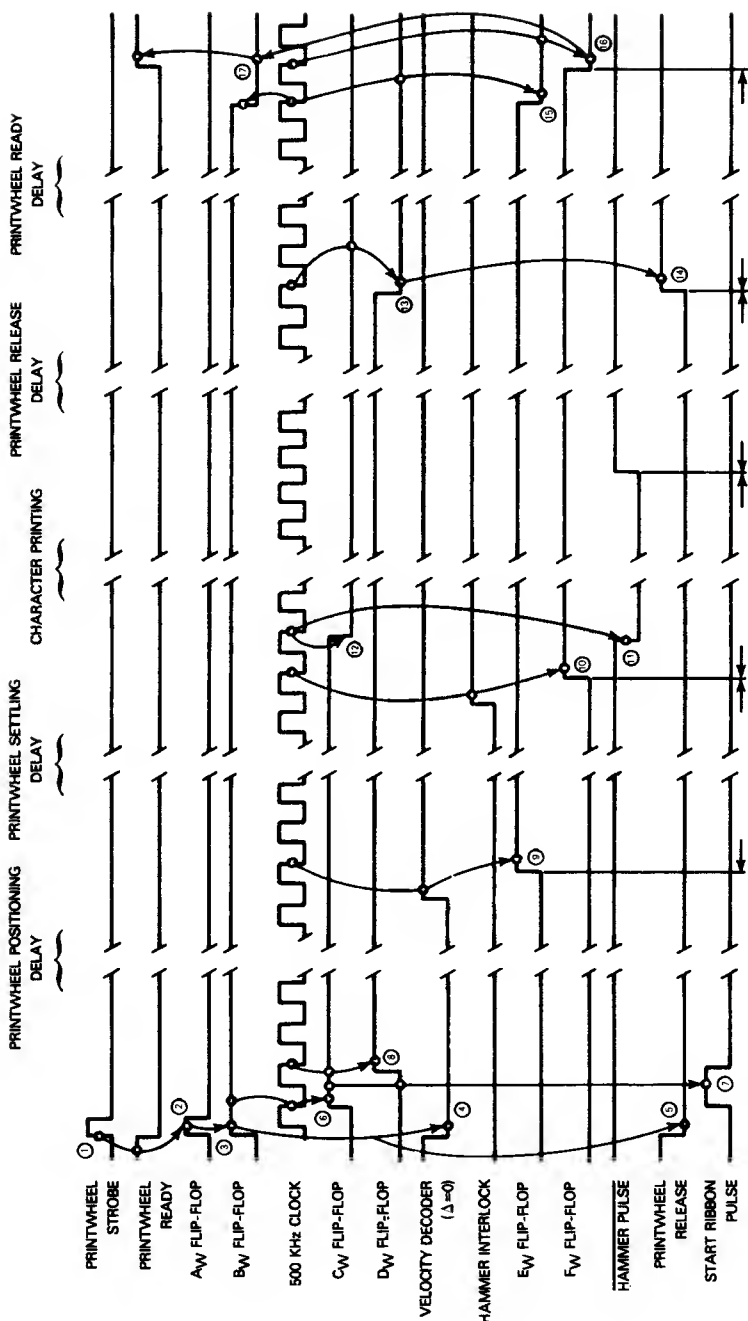 PRINTWHEEL POSITIONING
DELAY
PRINTWHEEL SETTLING
DELAY
CHARACTER PRINTING
PRINTWHEEL RELEASE
DELAY
PRINTWHEEL READY
DELAY
PRINTWHEEL
STROBE
PRINTWHEEL
READY
AW FLIP-FLOP
BW FLIP-FLOP
500 KHz CLOCK
CW FLIP-FLOP
DW FLIP-FLOP
VELOCITY DECODER
(Δ=0)
HAMMER INTERLOCK
EW FLIP-FLOP
FW FLIP-FLOP
HAMMER PULSE
PRINTWHEEL
RELEASE
START RIBBON
PULSE
1
2
3
4
5
6
7
8
9
10
11
12
13
14
15
16
17